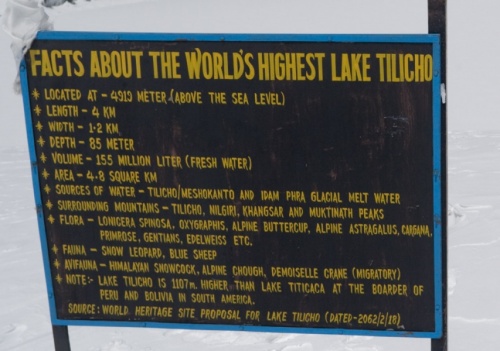 FACTS ABOUT THE WORLD'S HIGHEST LAKE TILICHO
* LOCATED AT - 4919 METER (ABOVE THE SEA LEVEL)
* LENGTH - 4 KM
* WIDTH - 1.2 KM
* DEPTH - 85 METER
* VOLUME - 155 MILLION LITER (FRESH WATER)
* AREA - 4.8 SQUARE KM
* SOURCES OF WATER - TILICHO/MESHOKANTO AND IDAM PHRA GLACIAL MELT WATER
* SURROUNDING MOUNTAINS - TILICHO, NILGIRI, KHANGSAR AND MUKTINATH PEAKS
* FLORA - LONICERA SPINOSA, OXYGRAPHIS, ALPINE BUTTERCUP, ALPINE ASTRAGALUS, CARGANA,
PRIMROSE, GENTIANS, EDELWEISS ETC.
* FAUNA - SNOW LEOPARD, BLUE SHEEP
* AVIFAUNA - HIMALAYAN SNOWCOCK, ALPINE CHOUGH, DEMOISELLE CRANE (MIGRATORY)
* NOTE:- LAKE TILICHO IS 1107m. HIGHER THAN LAKE TITICACA AT THE BOARDER OF
PERU AND BOLIVIA IN SOUTH AMERICA.
SOURCE: WORLD HERITAGE SITE PROPOSAL FOR LAKE TILICHO (DATED-2062/2/18)